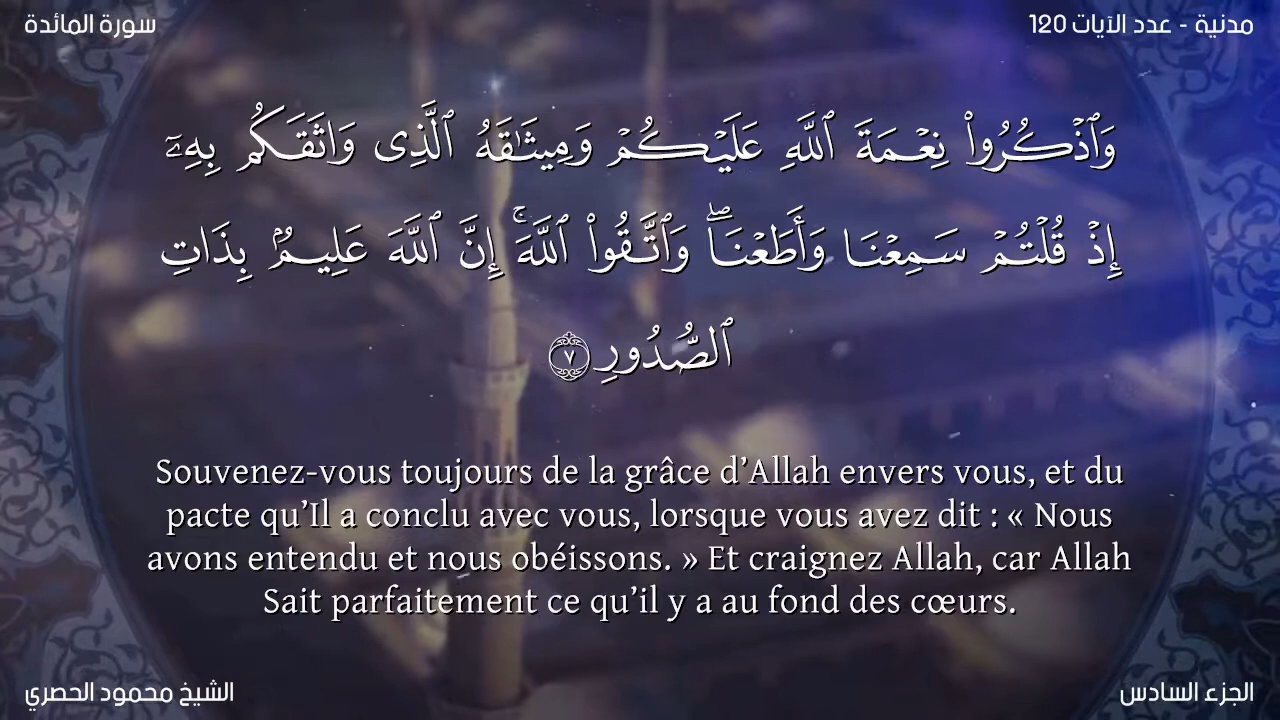 سورة المائدة
مدنية - عدد الآيات 120
وَٱذۡكُرُواْ نِعۡمَةَ ٱللَّهِ عَلَيۡكُمۡ وَمِيثَٰقَهُ ٱلَّذِي وَاثَقَكُم بِهِۦٓ
إِذۡ قُلۡتُمۡ سَمِعۡنَا وَأَطَعۡنَاۖ وَٱتَّقُواْ ٱللَّهَۚ إِنَّ ٱللَّهَ عَلِيمُۢ بِذَاتِ
ٱلصُّدُورِ ٧
Souvenez-vous toujours de la grâce d’Allah envers vous, et du
pacte qu’Il a conclu avec vous, lorsque vous avez dit : « Nous
avons entendu et nous obéissons. » Et craignez Allah, car Allah
Sait parfaitement ce qu’il y a au fond des cœurs.
الشيخ محمود الحصري
الجزء السادس